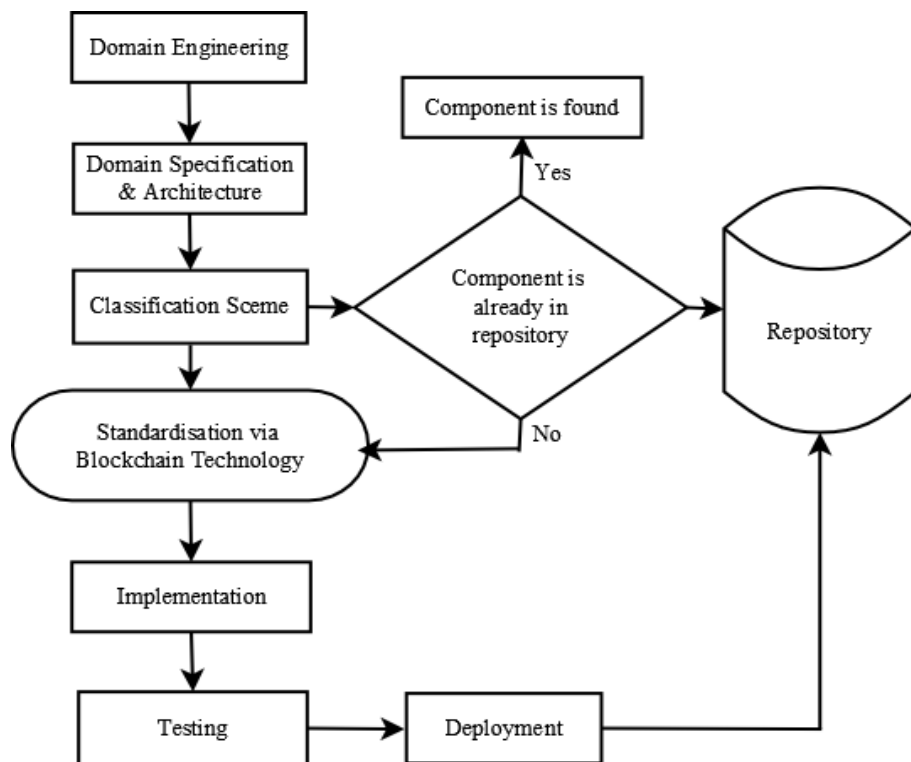 Domain Engineering
Component is found
Domain Specification
& Architecture
Yes
Classification Sceme
Component is
already in
repository
Repository
No
Standardisation via
Blockchain Technology
Implementation
Testing
Deployment